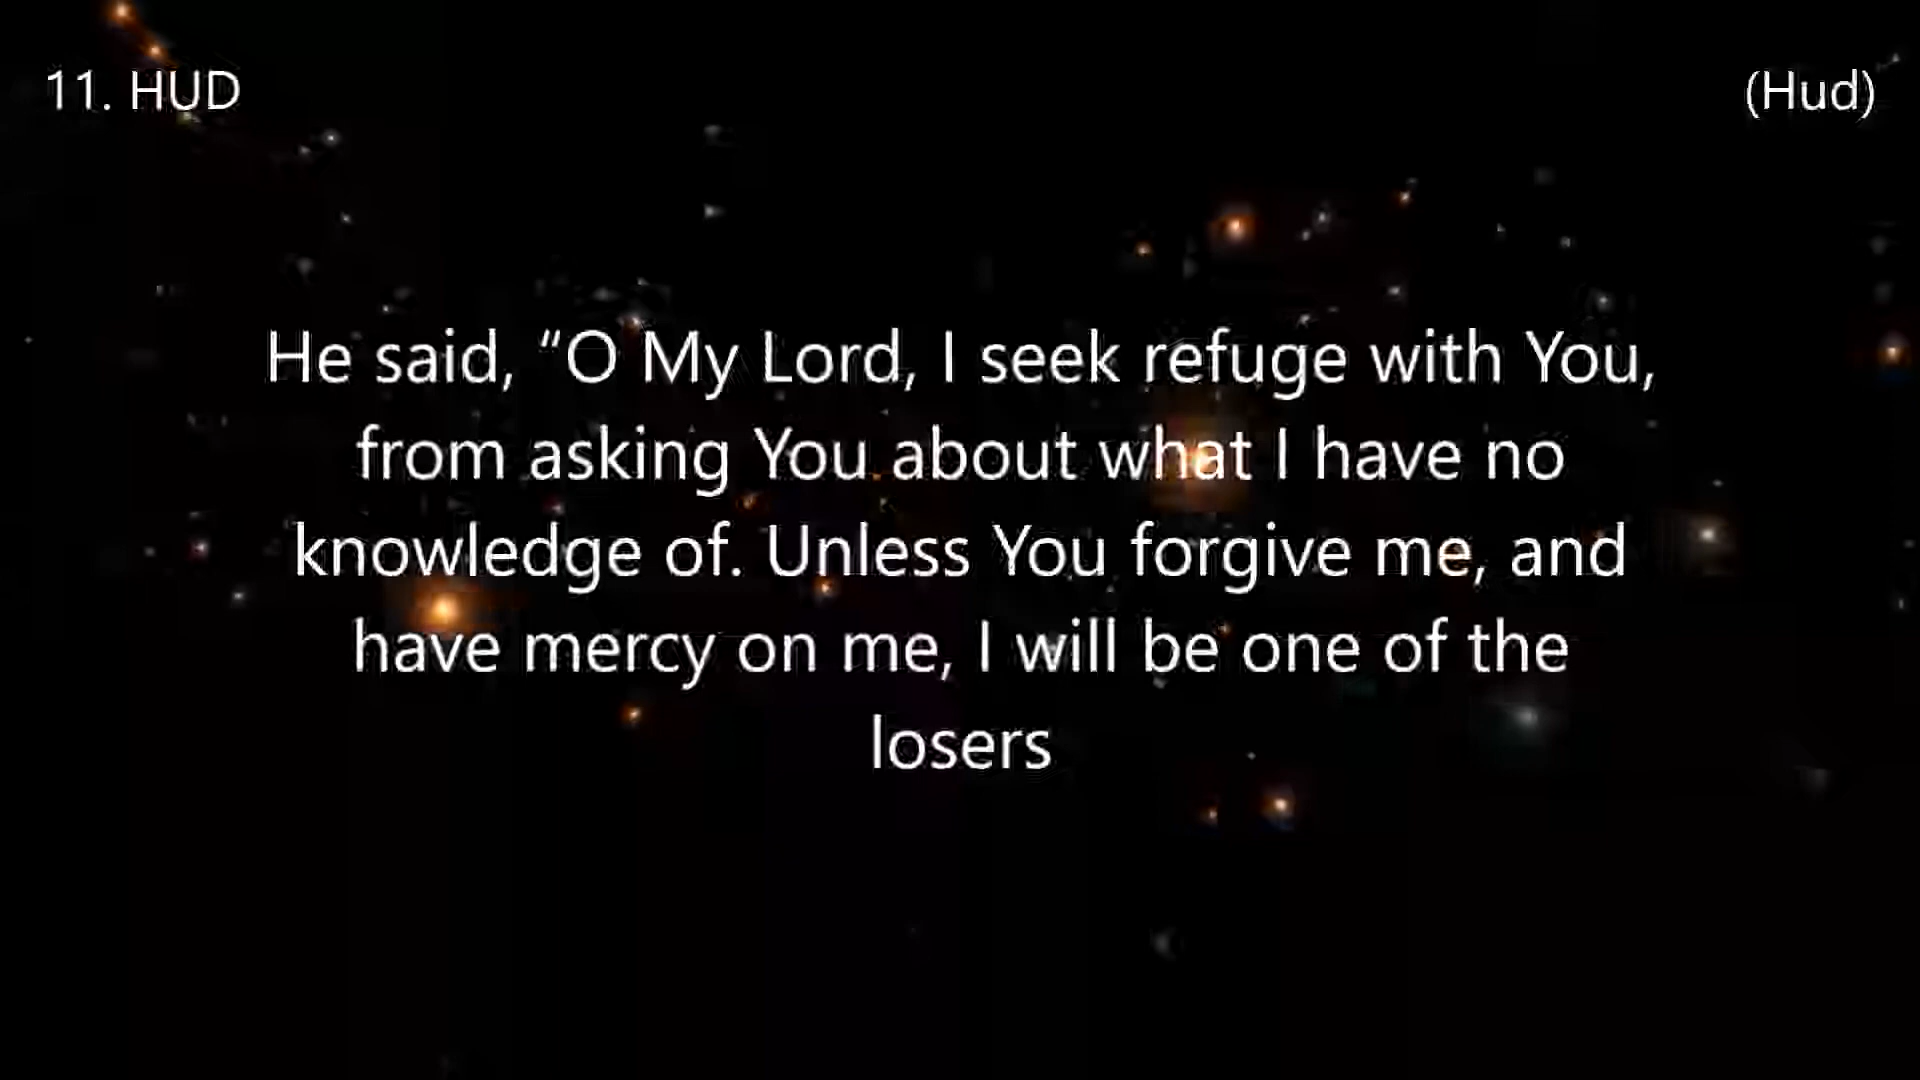 11. HUD
(Hud)
He said, “O My Lord, I seek refuge with You,
from asking You about what I have no
knowledge of. Unless You forgive me, and
have mercy on me, I will be one of the
losers